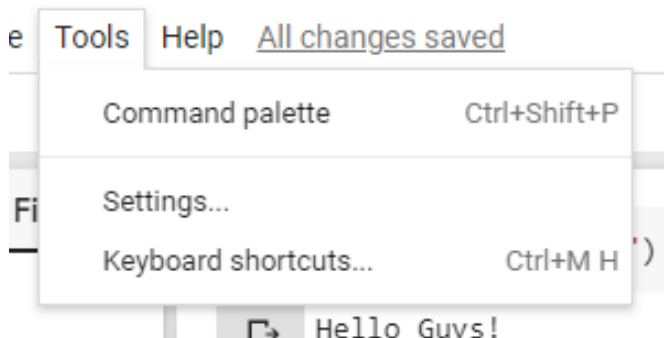 e Tools Help All changes saved
Command palette Ctrl+Shift+P
Settings...
Fi
Keyboard shortcuts... Ctrl+M H ')
Hello Guys!